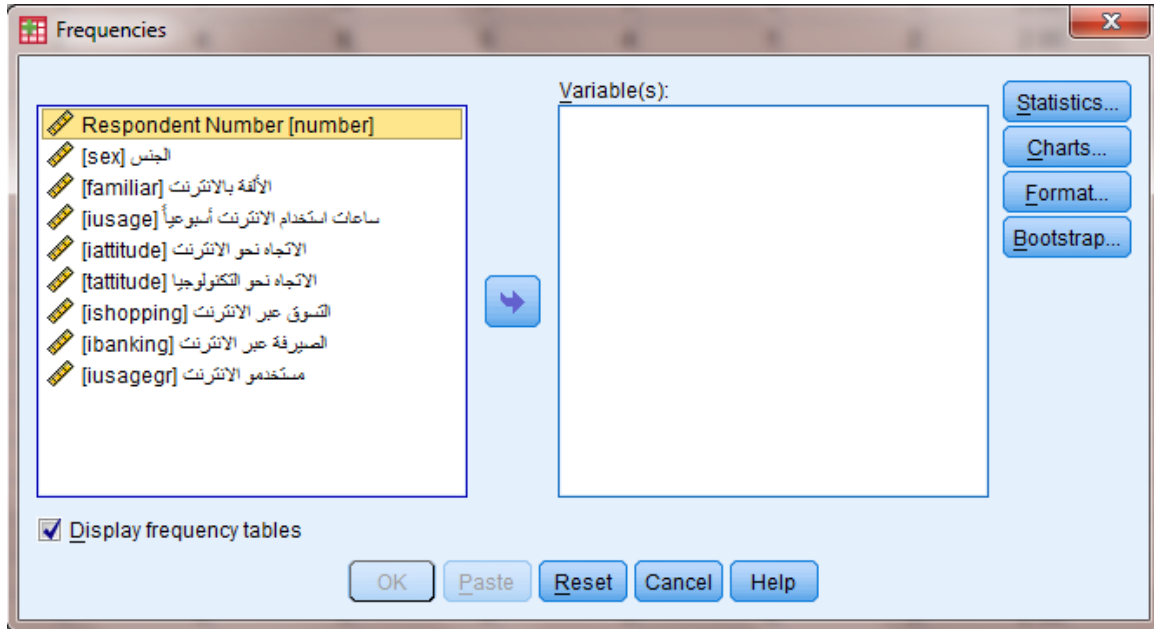 Frequencies
Variable(s):
Respondent Number [number]
الجنس [sex]
الألفة بالانترنت [familiar]
ساعات استخدام الانترنت أسبوعياً [iusage]
الاتجاه نحو الانترنت [iattitude]
الاتجاه نحو التكنولوجيا [tattitude]
التسوق عبر الانترنت [ishopping]
الصيرفة عبر الانترنت [ibanking]
مستخدمو الانترنت [iusagegr]
Statistics...
Charts...
Format...
Bootstrap...
Display frequency tables
OK Paste Reset Cancel Help